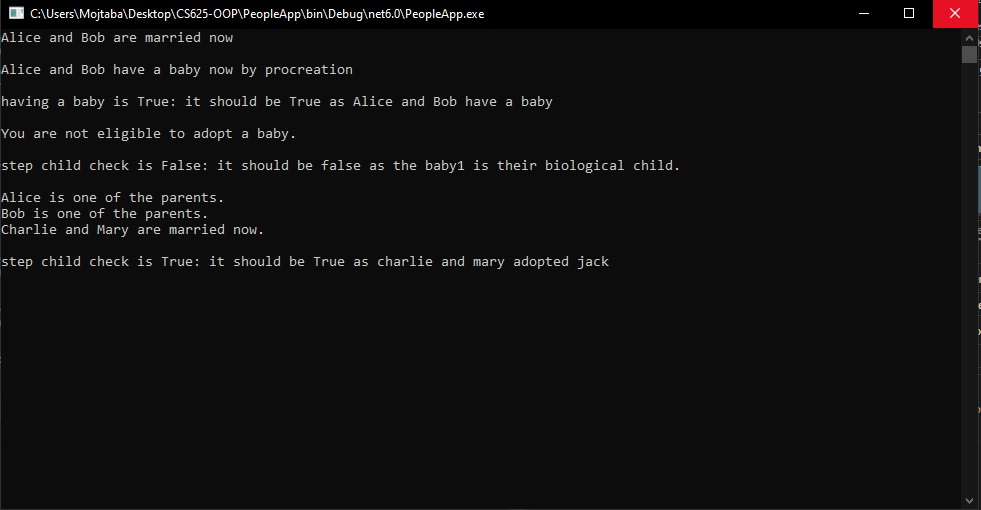 C:\Users\Mojtaba\Desktop\CS625-OOP\PeopleApp\bin\Debug\net6.0\PeopleApp.exe
Alice and Bob are married now
Alice and Bob have a baby now by procreation
having a baby is True: it should be True as Alice and Bob have a baby
You are not eligible to adopt a baby.
step child check is False: it should be false as the baby1 is their biological child.
Alice is one of the parents.
Bob is one of the parents.
Charlie and Mary are married now.
step child check is True: it should be True as charlie and mary adopted jack